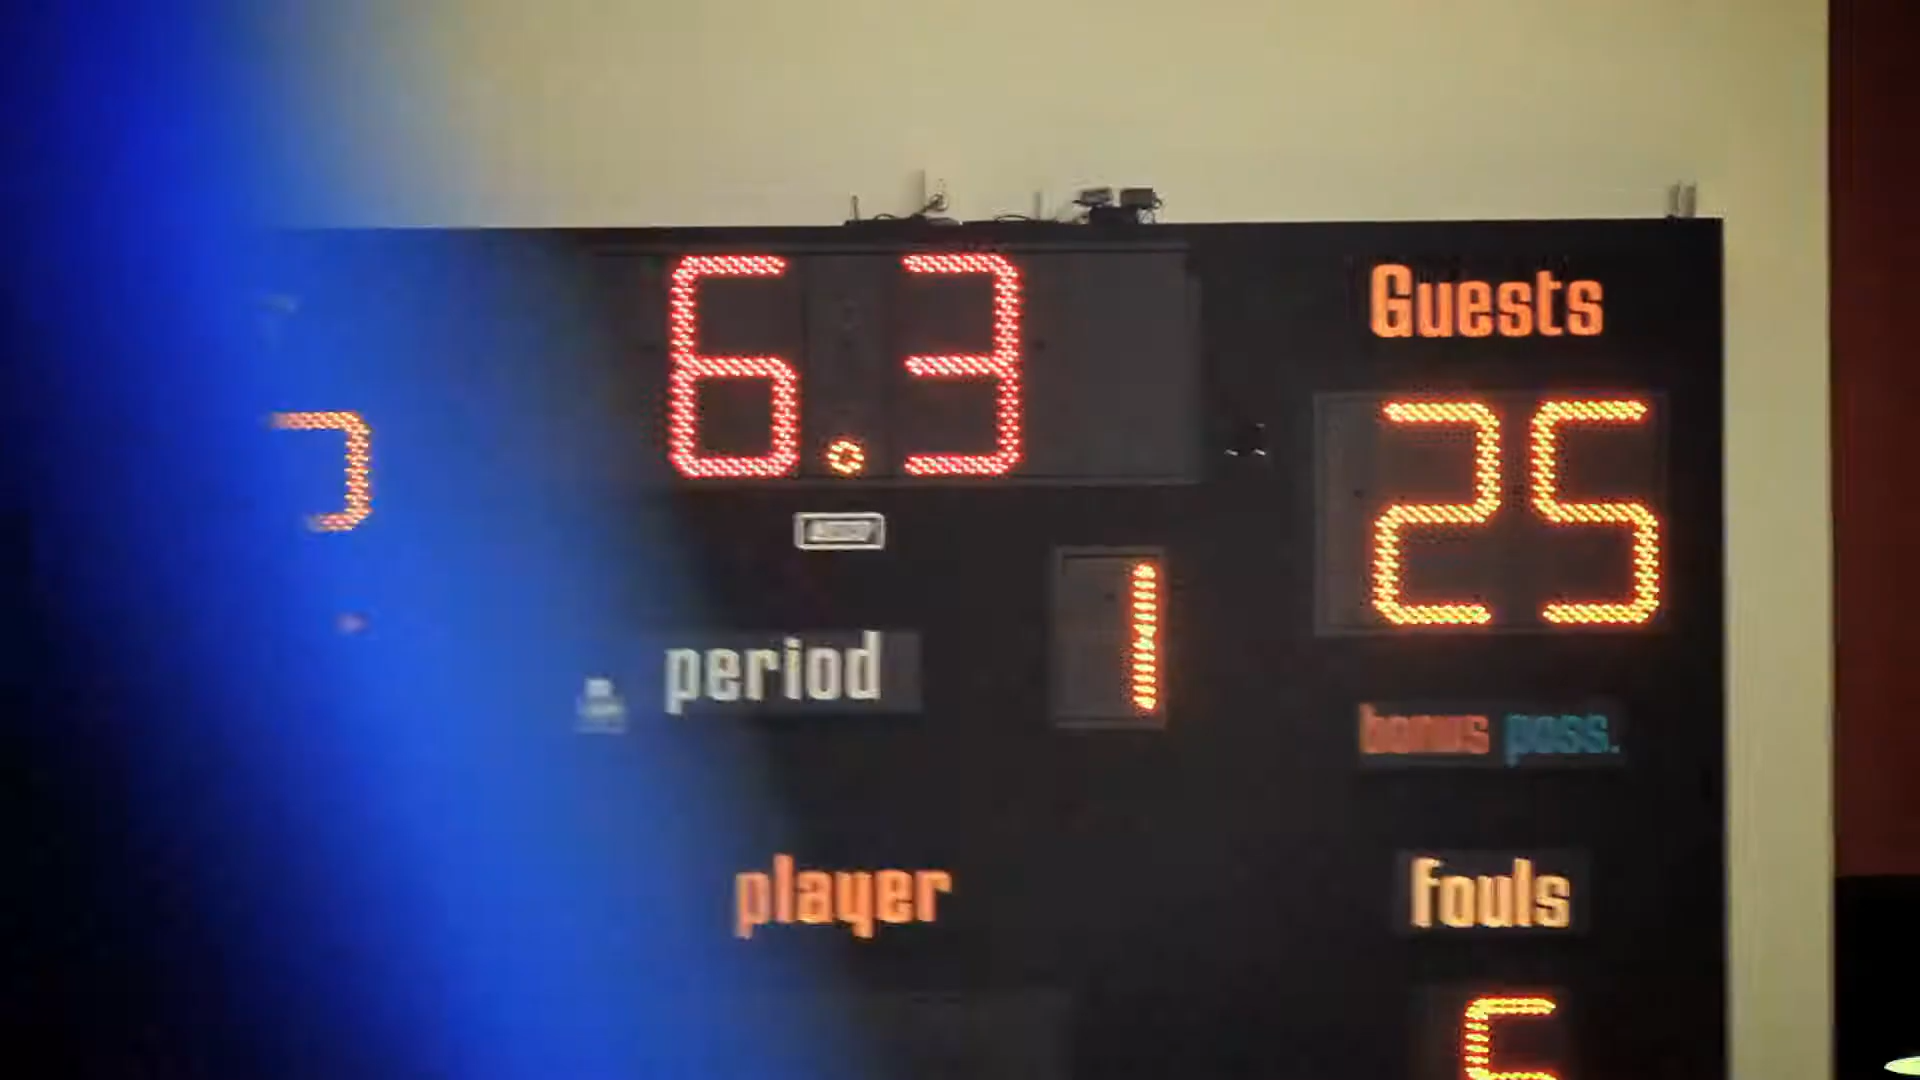 6.3
Guests
25
period 1
bonus poss.
player
fouls